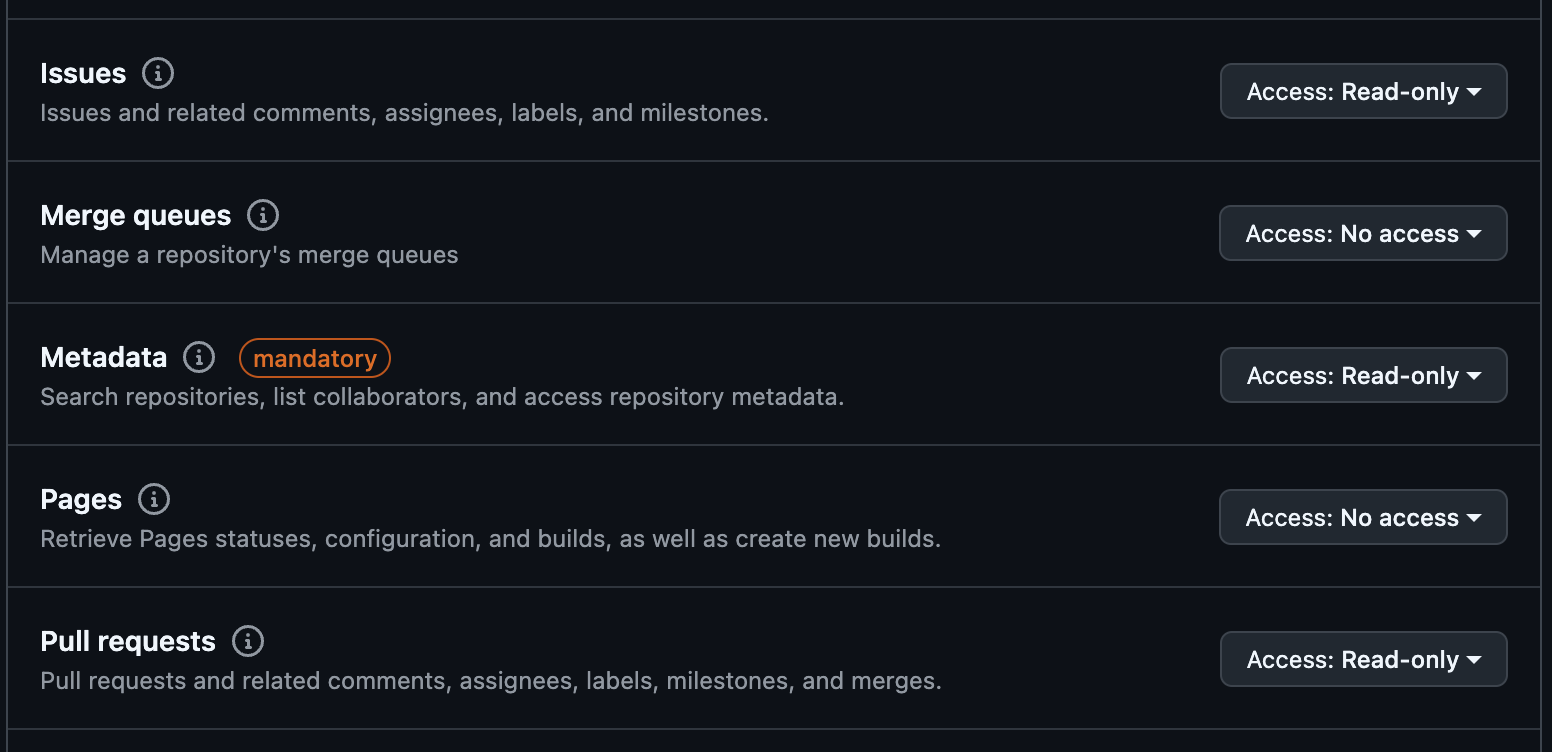 Issues
Issues and related comments, assignees, labels, and milestones.
Access: Read-only
Merge queues
Manage a repository's merge queues
Access: No access
Metadata mandatory
Search repositories, list collaborators, and access repository metadata.
Access: Read-only
Pages
Retrieve Pages statuses, configuration, and builds, as well as create new builds.
Access: No access
Pull requests
Pull requests and related comments, assignees, labels, milestones, and merges.
Access: Read-only